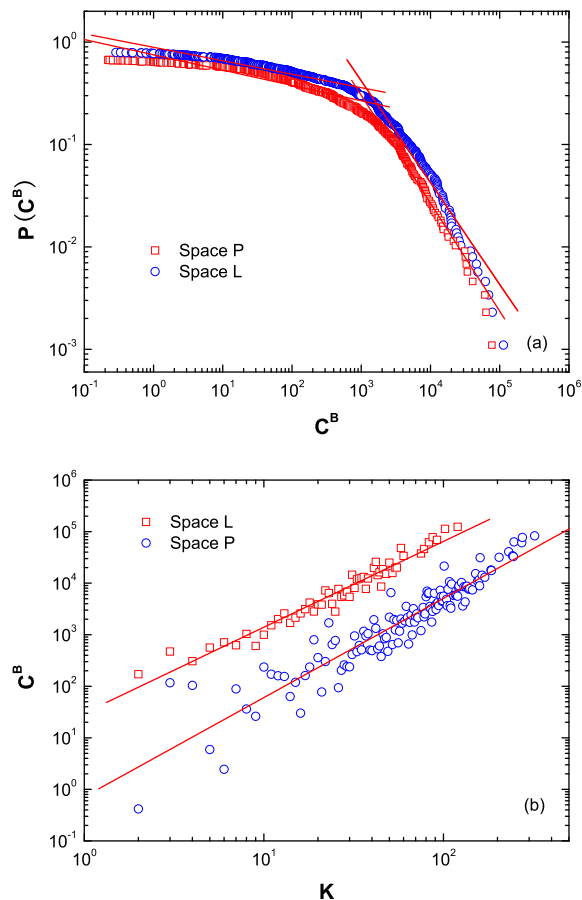 10^0
10^-1
10^-2
10^-3
P (C^B)
Space P
Space L
(a)
10^-1 10^0 10^1 10^2 10^3 10^4 10^5 10^6
C^B
10^6
10^5
10^4
10^3
10^2
10^1
10^0
10^-1
C^B
Space L
Space P
(b)
10^0 10^1 10^2
K